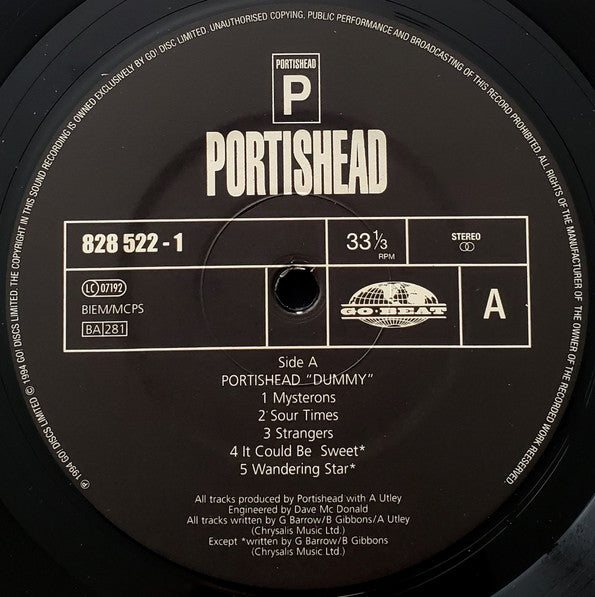 ℗ 1994 GO! DISCS LIMITED © 1994 GO! DISCS LIMITED. THE COPYRIGHT IN THIS SOUND RECORDING IS OWNED EXCLUSIVELY BY GO! DISC LIMITED. UNAUTHORISED COPYING, PUBLIC PERFORMANCE AND BROADCASTING OF THIS RECORD PROHIBITED. ALL RIGHTS OF THE MANUFACTURER OF THE OWNER OF THE RECORDED WORK REESERVED.
PORTISHEAD
P
PORTISHEAD
828 522 - 1
33 1/3
RPM
STEREO
LC 07192
BIEM/MCPS
BA 281
GO·BEAT
A
Side A
PORTISHEAD "DUMMY"
1 Mysterons
2 Sour Times
3 Strangers
4 It Could Be Sweet*
5 Wandering Star*
All tracks produced by Portishead with A Utley
Engineered by Dave Mc Donald
All tracks written by G Barrow/B Gibbons/A Utley
(Chrysalis Music Ltd.)
Except *written by G Barrow/B Gibbons
(Chrysalis Music Ltd.)